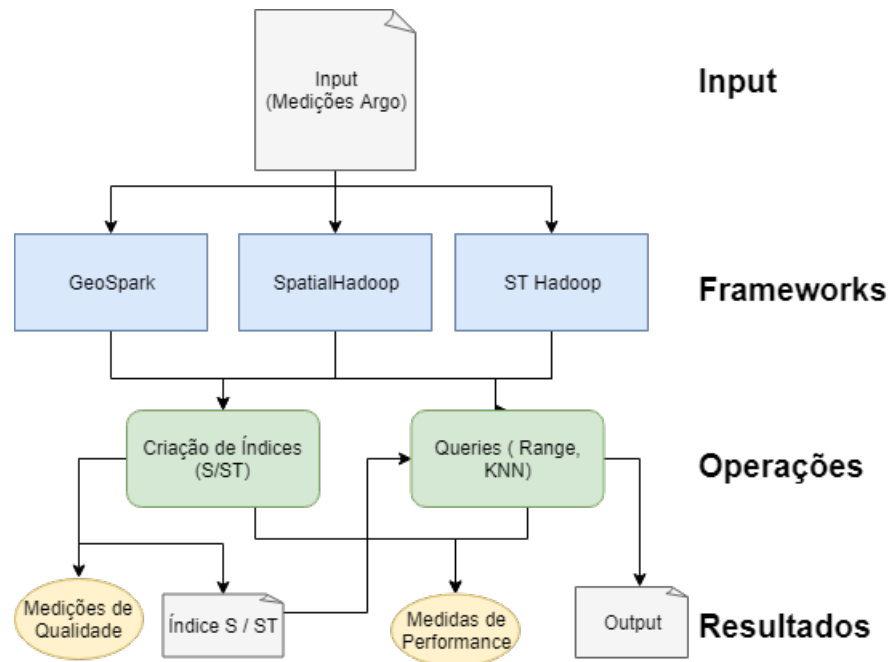 Input
(Medições Argo)
Input
GeoSpark
SpatialHadoop
ST Hadoop
Frameworks
Criação de Índices
(S/ST)
Queries ( Range,
KNN)
Operações
Medições de
Qualidade
Índice S / ST
Medidas de
Performance
Output
Resultados